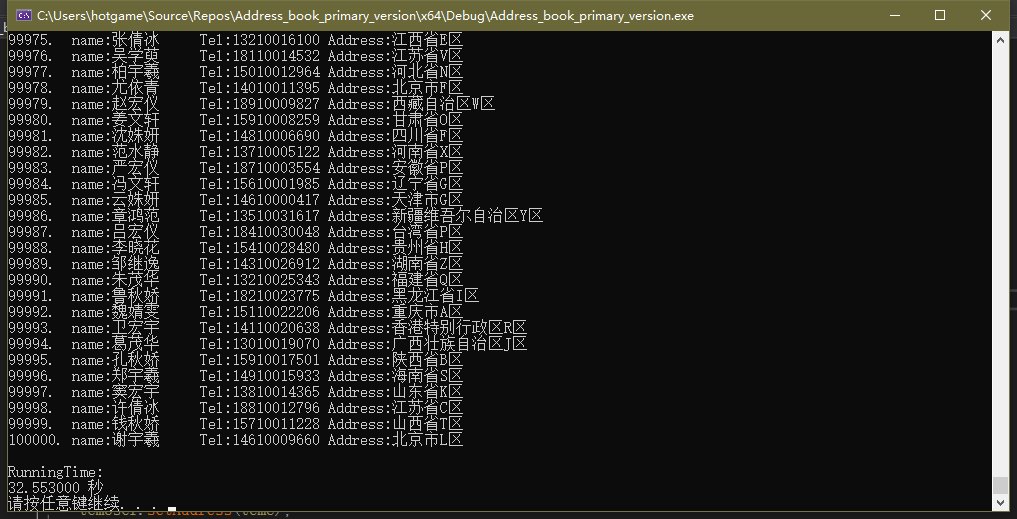 C:\Users\hotgame\Source\Repos\Address_book_primary_version\x64\Debug\Address_book_primary_version.exe
99975. name:张倩冰 Tel:13210016100 Address:江西省E区
99976. name:吴学萸 Tel:18110014532 Address:江苏省V区
99977. name:柏宇羲 Tel:15010012964 Address:河北省N区
99978. name:尤依青 Tel:14010011395 Address:北京市F区
99979. name:赵宏仪 Tel:18910009827 Address:西藏自治区W区
99980. name:姜文轩 Tel:15910008259 Address:甘肃省O区
99981. name:沈姝妍 Tel:14810006690 Address:四川省F区
99982. name:范水静 Tel:13710005122 Address:河南省X区
99983. name:严宏仪 Tel:18710003554 Address:安徽省P区
99984. name:冯文轩 Tel:15610001985 Address:辽宁省G区
99985. name:云姝妍 Tel:14610000417 Address:天津市G区
99986. name:章鸿范 Tel:13510031617 Address:新疆维吾尔自治区Y区
99987. name:吕宏仪 Tel:18410030048 Address:台湾省P区
99988. name:李晓花 Tel:15410028480 Address:贵州省H区
99989. name:邹继逸 Tel:14310026912 Address:湖南省Z区
99990. name:朱茂华 Tel:13210025343 Address:福建省Q区
99991. name:鲁秋娇 Tel:18210023775 Address:黑龙江省I区
99992. name:魏婧雯 Tel:15110022206 Address:重庆市A区
99993. name:卫宏宇 Tel:14110020638 Address:香港特别行政区R区
99994. name:葛茂华 Tel:13010019070 Address:广西壮族自治区J区
99995. name:孔秋娇 Tel:15910017501 Address:陕西省B区
99996. name:郑宇羲 Tel:14910015933 Address:海南省S区
99997. name:窦宏宇 Tel:13810014365 Address:山东省K区
99998. name:许倩冰 Tel:18810012796 Address:江苏省C区
99999. name:钱秋娇 Tel:15710011228 Address:山西省T区
100000. name:谢宇羲 Tel:14610009660 Address:北京市L区
RunningTime:
32.553000 秒
请按任意键继续. . .